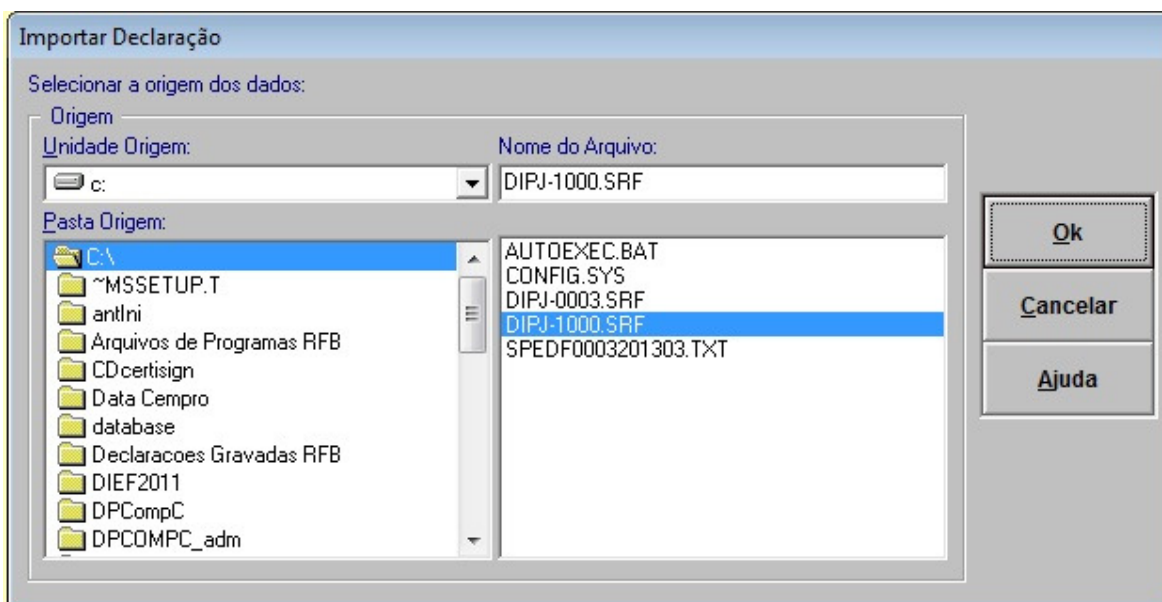 Importar Declaração
Selecionar a origem dos dados:
Origem
Unidade Origem:
c:
Pasta Origem:
C:\
~MSSETUP.T
antIni
Arquivos de Programas RFB
CDcertisign
Data Cempro
database
Declaracoes Gravadas RFB
DIEF2011
DPCompC
DPCOMPC_adm
Nome do Arquivo:
DIPJ-1000.SRF
AUTOEXEC.BAT
CONFIG.SYS
DIPJ-0003.SRF
DIPJ-1000.SRF
SPEDF0003201303.TXT
Ok
Cancelar
Ajuda